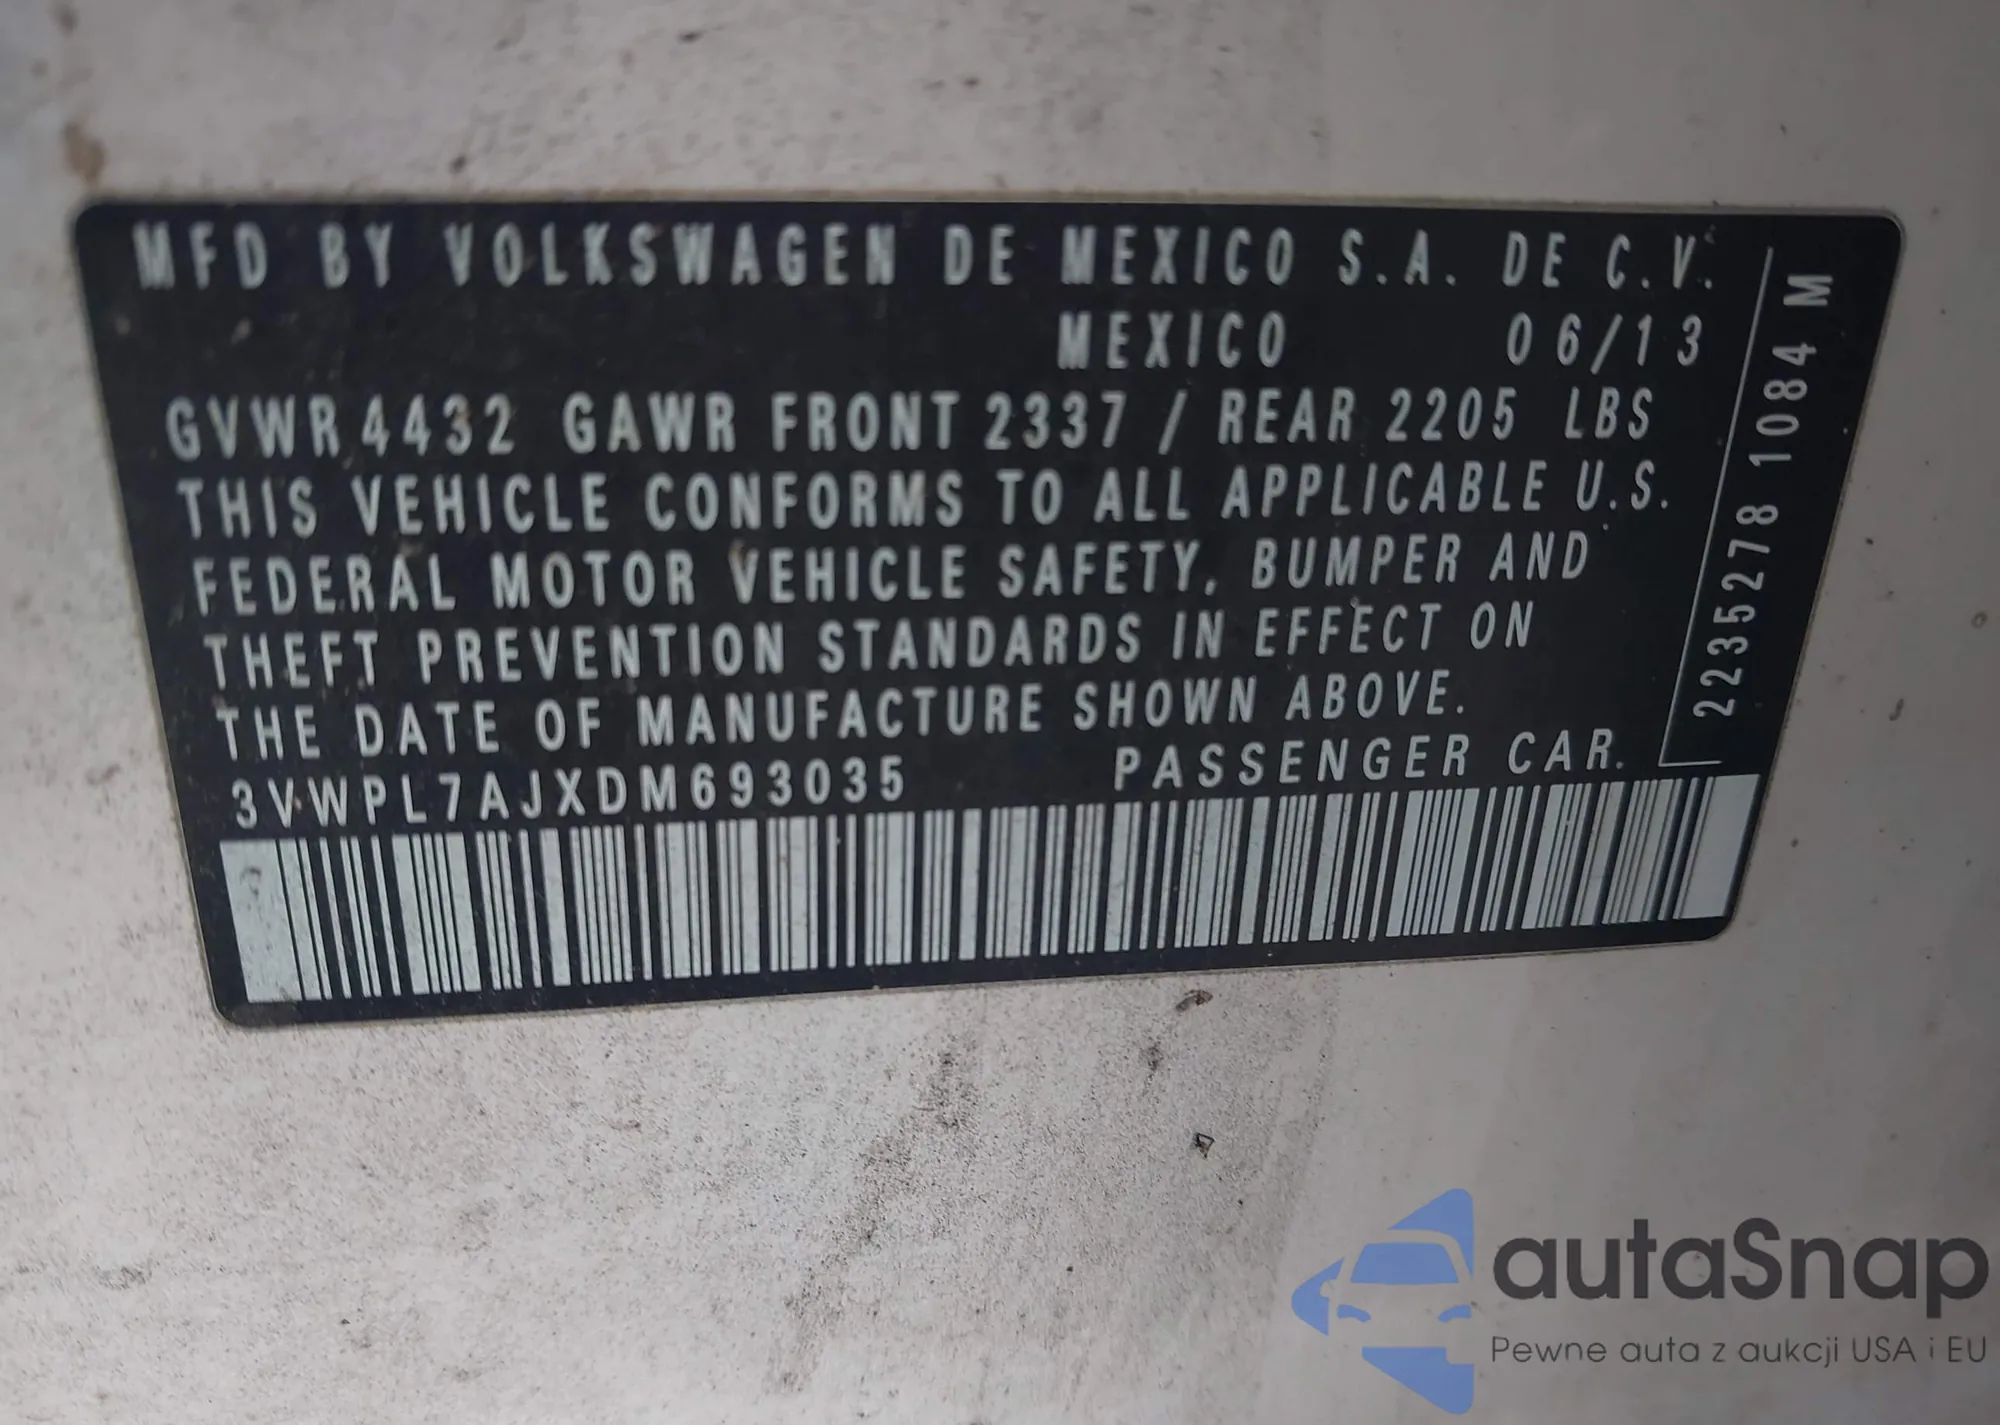 MFD BY VOLKSWAGEN DE MEXICO S.A. DE C.V.
MEXICO 06/13
GVWR 4432 GAWR FRONT 2337 / REAR 2205 LBS
THIS VEHICLE CONFORMS TO ALL APPLICABLE U.S.
FEDERAL MOTOR VEHICLE SAFETY, BUMPER AND
THEFT PREVENTION STANDARDS IN EFFECT ON
THE DATE OF MANUFACTURE SHOWN ABOVE.
3VWPL7AJXDM693035 PASSENGER CAR.
2235278 1084 M
autaSnap
Pewne auta z aukcji USA i EU